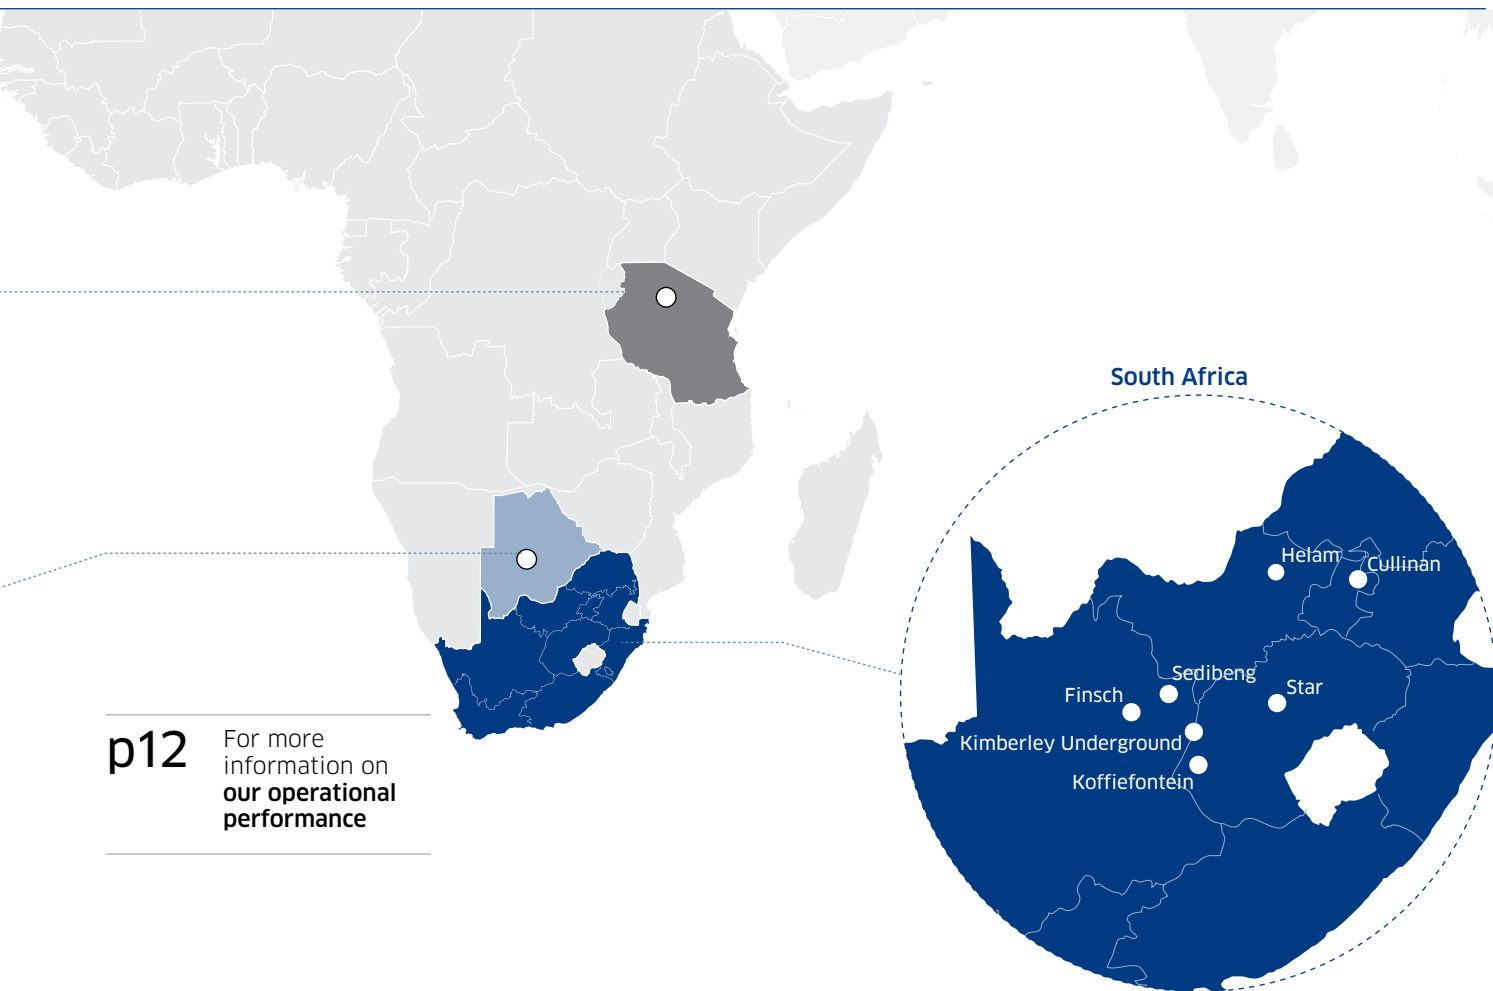 South Africa
Helam
Cullinan
Sedibeng
Finsch
Star
Kimberley Underground
Koffiefontein
p12
For more
information on
our operational
performance